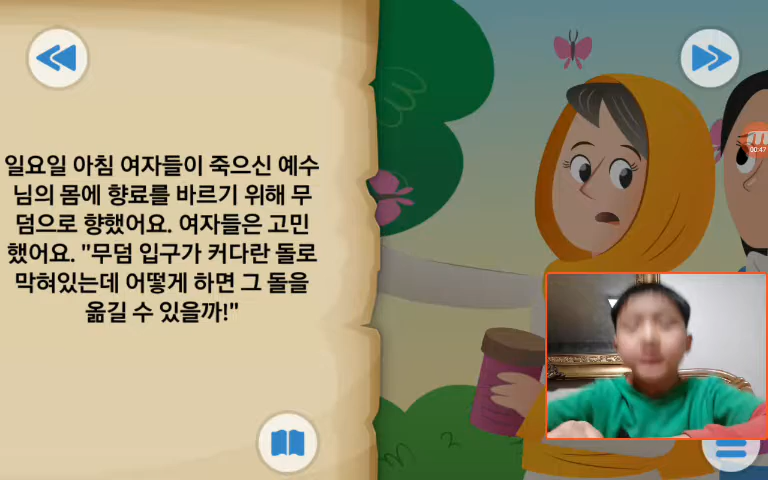 일요일 아침 여자들이 죽으신 예수
님의 몸에 향료를 바르기 위해 무
덤으로 향했어요. 여자들은 고민
했어요. "무덤 입구가 커다란 돌로
막혀있는데 어떻게 하면 그 돌을
옮길 수 있을까!"
00:47